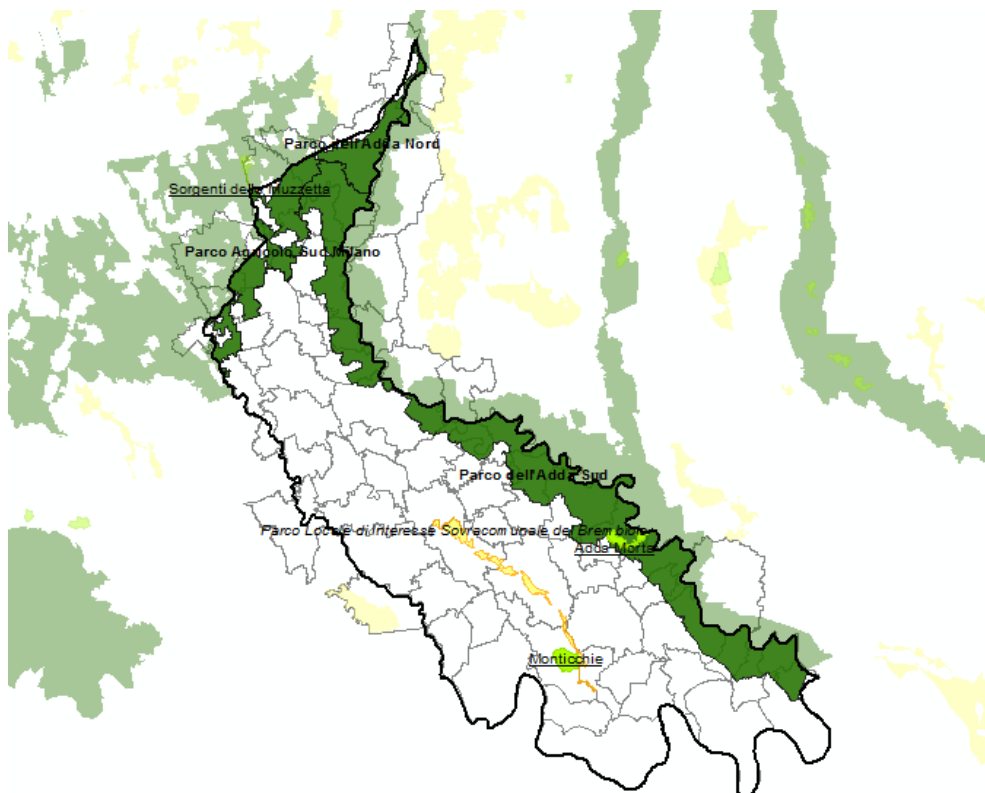 Parco dell'Adda Nord
Sorgenti della Muzzetta
Parco Agricolo Sud Milano
Parco dell'Adda Sud
Parco Locale di Interesse Sovracomunale del Brembiolo
Adda Morta
Monticchie